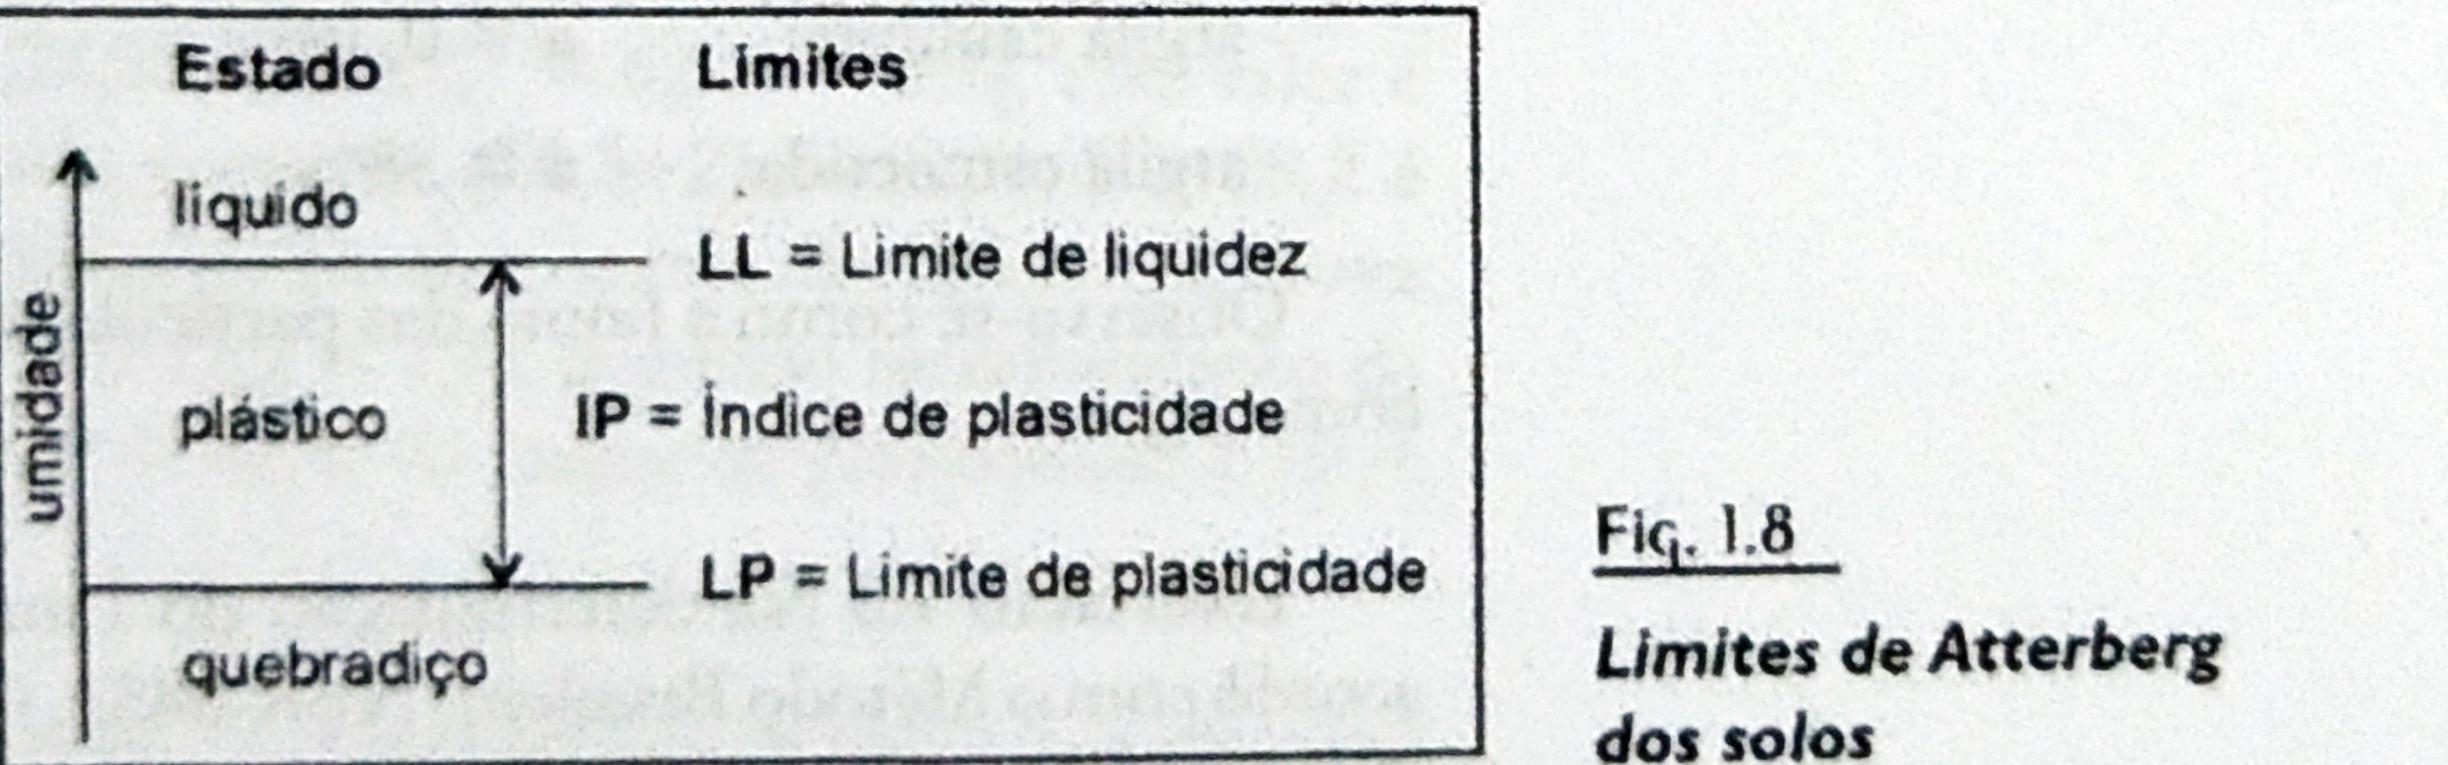 Estado Limites
líquido
LL = Limite de liquidez
umidade
plástico
IP = Índice de plasticidade
LP = Limite de plasticidade
quebradiço
Fig. 1.8
Limites de Atterberg
dos solos